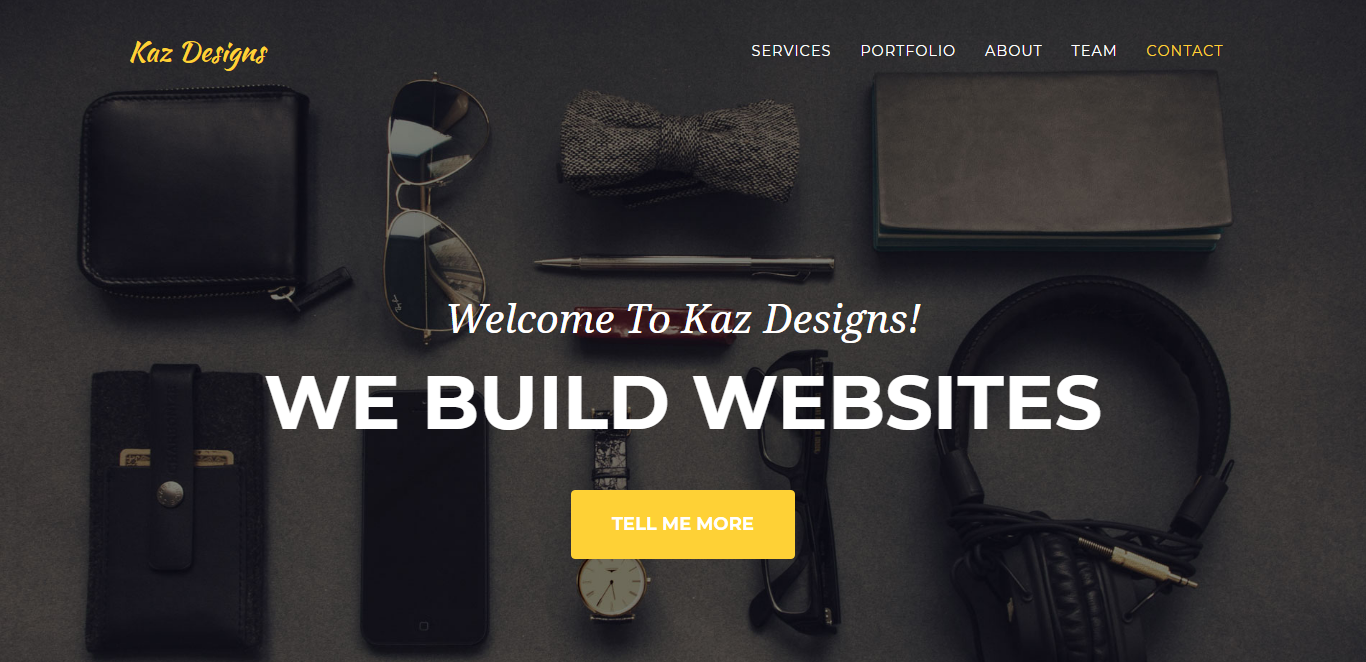 Kaz Designs
SERVICES PORTFOLIO ABOUT TEAM CONTACT
Welcome To Kaz Designs!
WE BUILD WEBSITES
TELL ME MORE